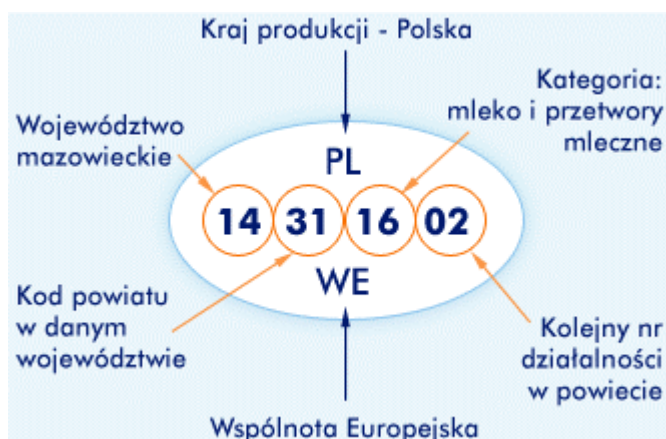 Kraj produkcji - Polska
Kategoria:
mleko i przetwory
mleczne
Województwo
mazowieckie
PL
14 31 16 02
WE
Kod powiatu
w danym
województwie
Kolejny nr
działalności
w powiecie
Wspólnota Europejska